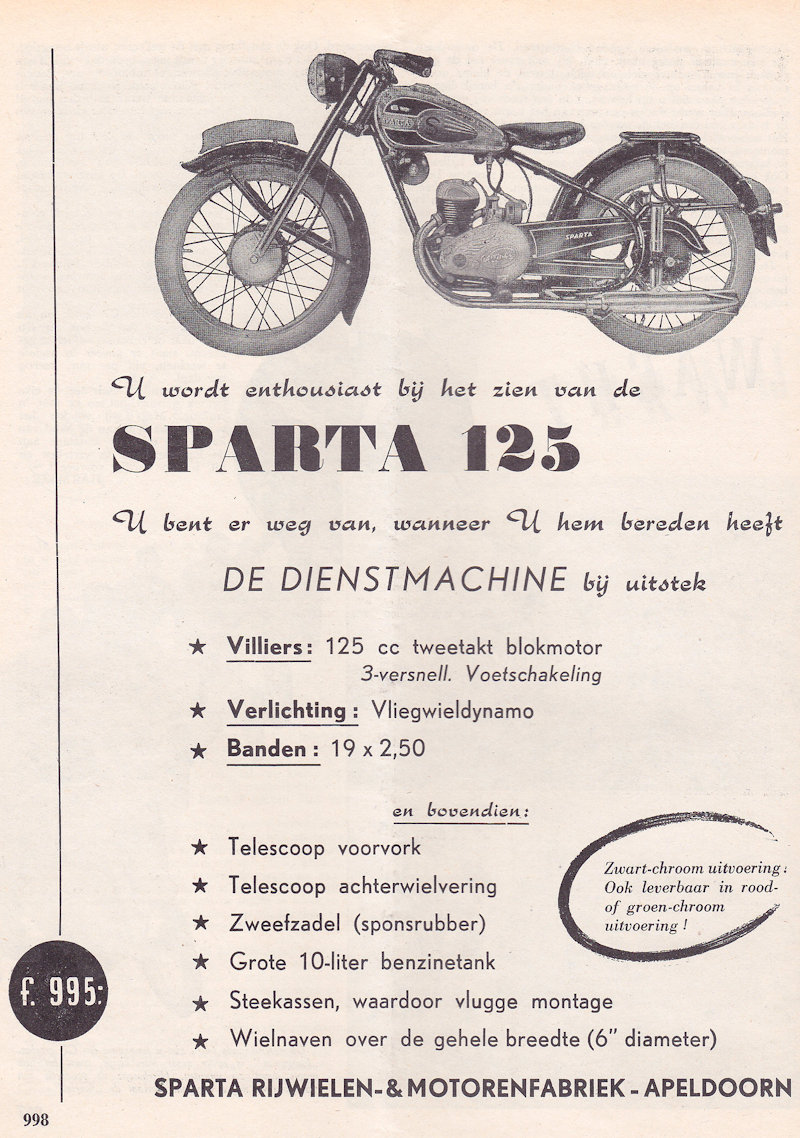 SPARTA
SPARTA
U wordt enthousiast bij het zien van de
SPARTA 125
U bent er weg van, wanneer U hem bereden heeft
DE DIENSTMACHINE bij uitstek
★ Villiers: 125 cc tweetakt blokmotor
3-versnell. Voetschakeling
★ Verlichting: Vliegwieldynamo
★ Banden: 19 x 2,50
en bovendien:
★ Telescoop voorvork
★ Telescoop achterwielvering
★ Zweefzadel (sponsrubber)
★ Grote 10-liter benzinetank
★ Steekassen, waardoor vlugge montage
★ Wielnaven over de gehele breedte (6" diameter)
Zwart-chroom uitvoering:
Ook leverbaar in rood-
of groen-chroom
uitvoering !
f. 995:-
SPARTA RIJWIELEN-& MOTORENFABRIEK - APELDOORN
998